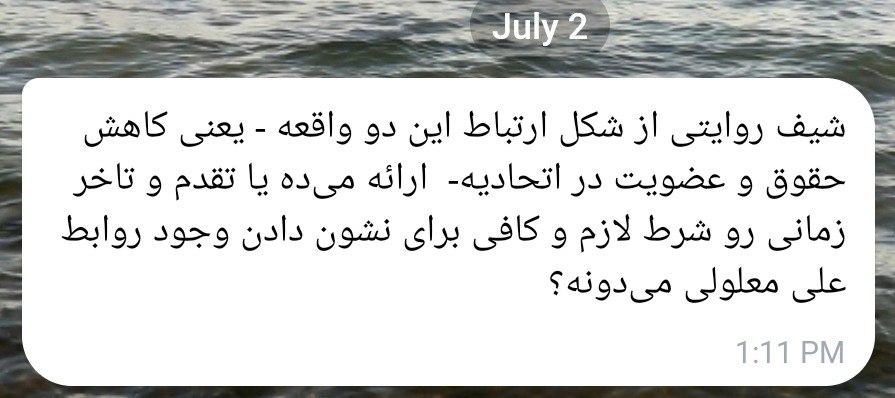 July 2
شیف روایتی از شکل ارتباط این دو واقعه - یعنی کاهش
حقوق و عضویت در اتحادیه-  ارائه می‌ده یا تقدم و تاخر
زمانی رو شرط لازم و کافی برای نشون دادن وجود روابط
علی معلولی می‌دونه؟
1:11 PM